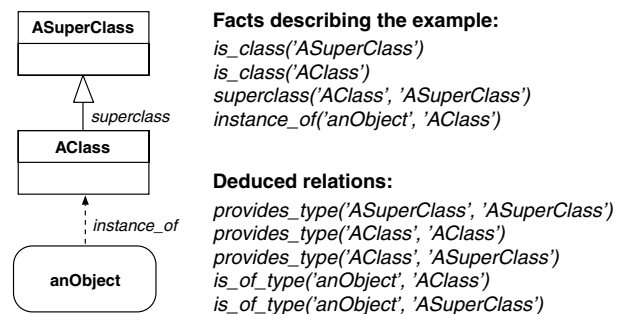 ASuperClass
superclass
AClass
instance_of
anObject
Facts describing the example:
is_class('ASuperClass')
is_class('AClass')
superclass('AClass', 'ASuperClass')
instance_of('anObject', 'AClass')
Deduced relations:
provides_type('ASuperClass', 'ASuperClass')
provides_type('AClass', 'AClass')
provides_type('AClass', 'ASuperClass')
is_of_type('anObject', 'AClass')
is_of_type('anObject', 'ASuperClass')